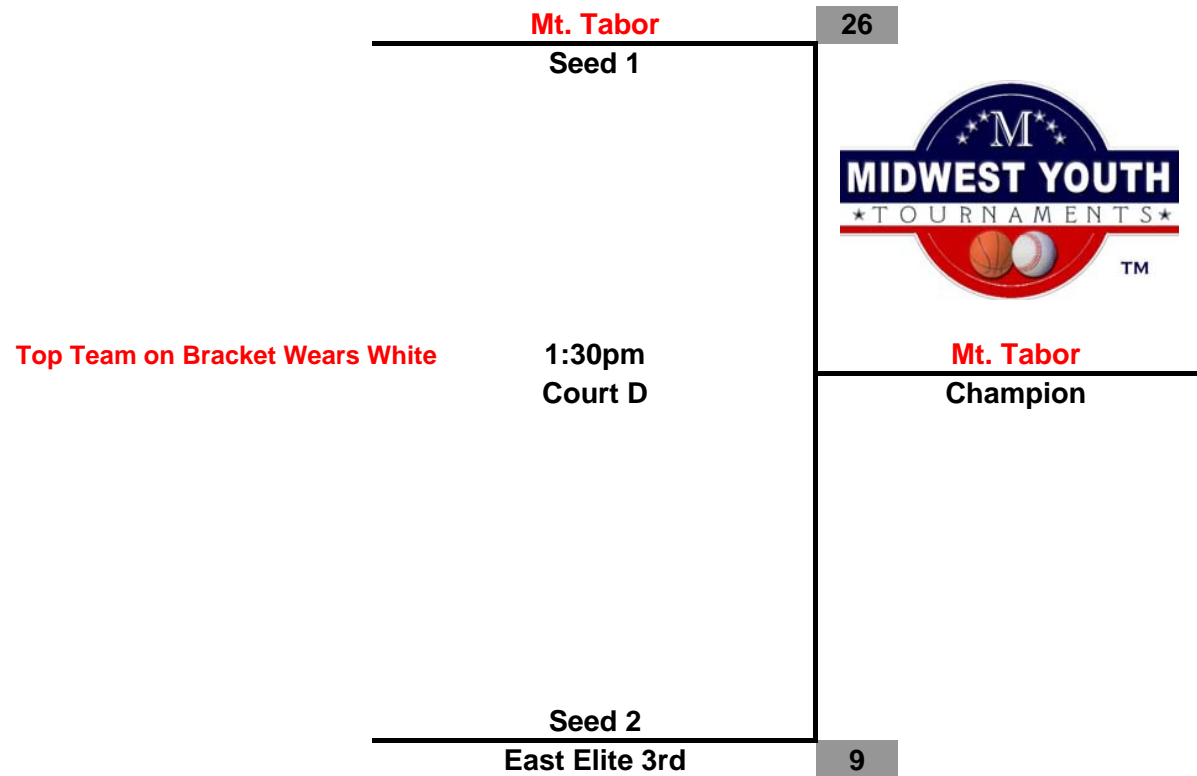 Mt. Tabor 26
Seed 1
M
MIDWEST YOUTH
★TOURNAMENTS★
TM
Top Team on Bracket Wears White 1:30pm Mt. Tabor
Court D Champion
Seed 2
East Elite 3rd 9